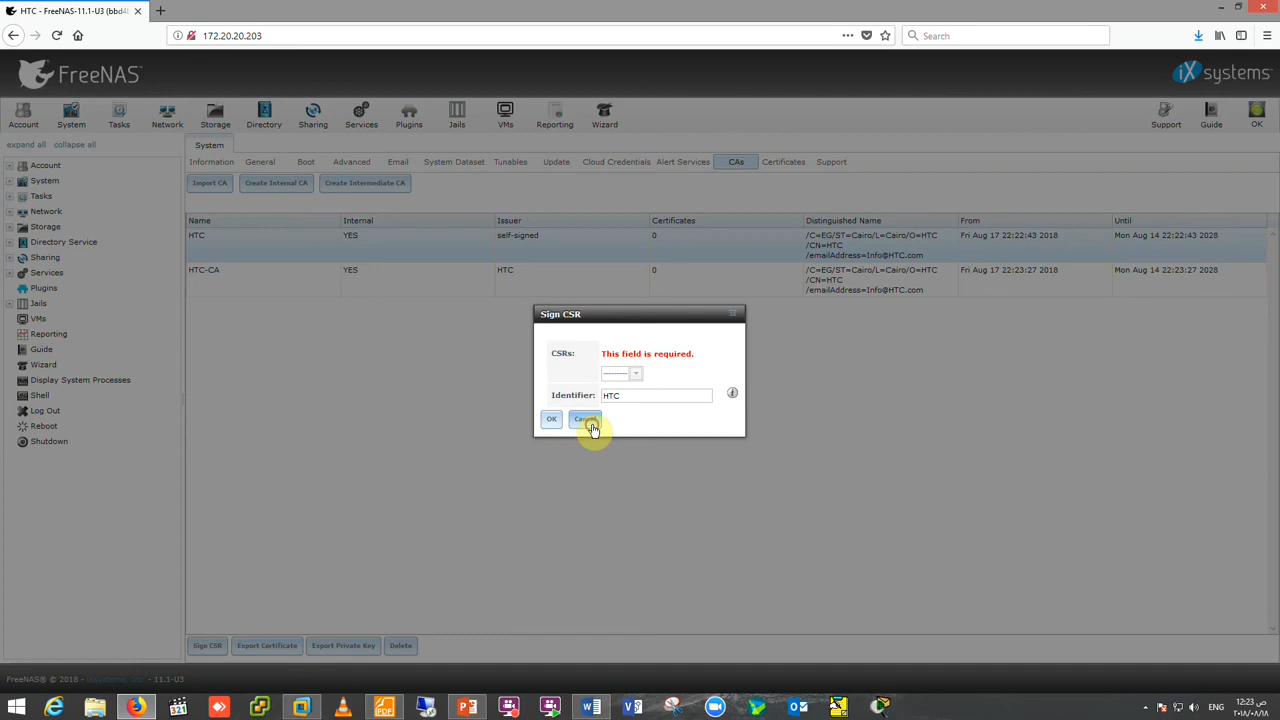 HTC - FreeNAS-11.1-U3 (bbd4b
172.20.20.203
Search
FreeNAS
iXsystems
Account System Tasks Network Storage Directory Sharing Services Plugins Jails VMs Reporting Wizard Support Guide OK
expand all collapse all
System
Account
System
Tasks
Network
Storage
Directory Service
Sharing
Services
Plugins
Jails
VMs
Reporting
Guide
Wizard
Display System Processes
Shell
Log Out
Reboot
Shutdown
Information General Boot Advanced Email System Dataset Tunables Update Cloud Credentials Alert Services CAs Certificates Support
Import CA Create Internal CA Create Intermediate CA
Name Internal Issuer Certificates Distinguished Name From Until
HTC YES self-signed 0 /C=EG/ST=Cairo/L=Cairo/O=HTC Fri Aug 17 22:22:43 2018 Mon Aug 14 22:22:43 2028
/CN=HTC
/emailAddress=Info@HTC.com
HTC-CA YES HTC 0 /C=EG/ST=Cairo/L=Cairo/O=HTC Fri Aug 17 22:23:27 2018 Mon Aug 14 22:23:27 2028
/CN=HTC
/emailAddress=Info@HTC.com
Sign CSR
CSRs: This field is required.
---------
Identifier: HTC
OK Cancel
Sign CSR Export Certificate Export Private Key Delete
FreeNAS® © 2018 - iXsystems, Inc. - 11.1-U3
ENG
12:23 ص